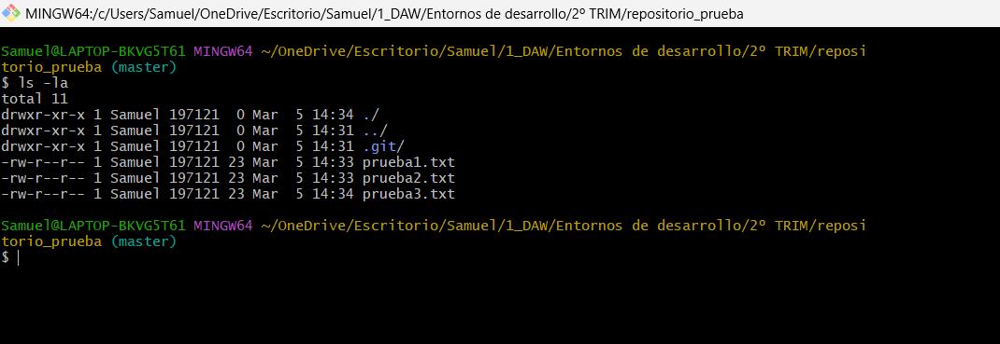 MINGW64:/c/Users/Samuel/OneDrive/Escritorio/Samuel/1_DAW/Entornos de desarrollo/2º TRIM/repositorio_prueba
Samuel@LAPTOP-BKVG5T61 MINGW64 ~/OneDrive/Escritorio/Samuel/1_DAW/Entornos de desarrollo/2º TRIM/reposi
torio_prueba (master)
$ ls -la
total 11
drwxr-xr-x 1 Samuel 197121  0 Mar  5 14:34 ./
drwxr-xr-x 1 Samuel 197121  0 Mar  5 14:31 ../
drwxr-xr-x 1 Samuel 197121  0 Mar  5 14:31 .git/
-rw-r--r-- 1 Samuel 197121 23 Mar  5 14:33 prueba1.txt
-rw-r--r-- 1 Samuel 197121 23 Mar  5 14:33 prueba2.txt
-rw-r--r-- 1 Samuel 197121 23 Mar  5 14:34 prueba3.txt
Samuel@LAPTOP-BKVG5T61 MINGW64 ~/OneDrive/Escritorio/Samuel/1_DAW/Entornos de desarrollo/2º TRIM/reposi
torio_prueba (master)
$